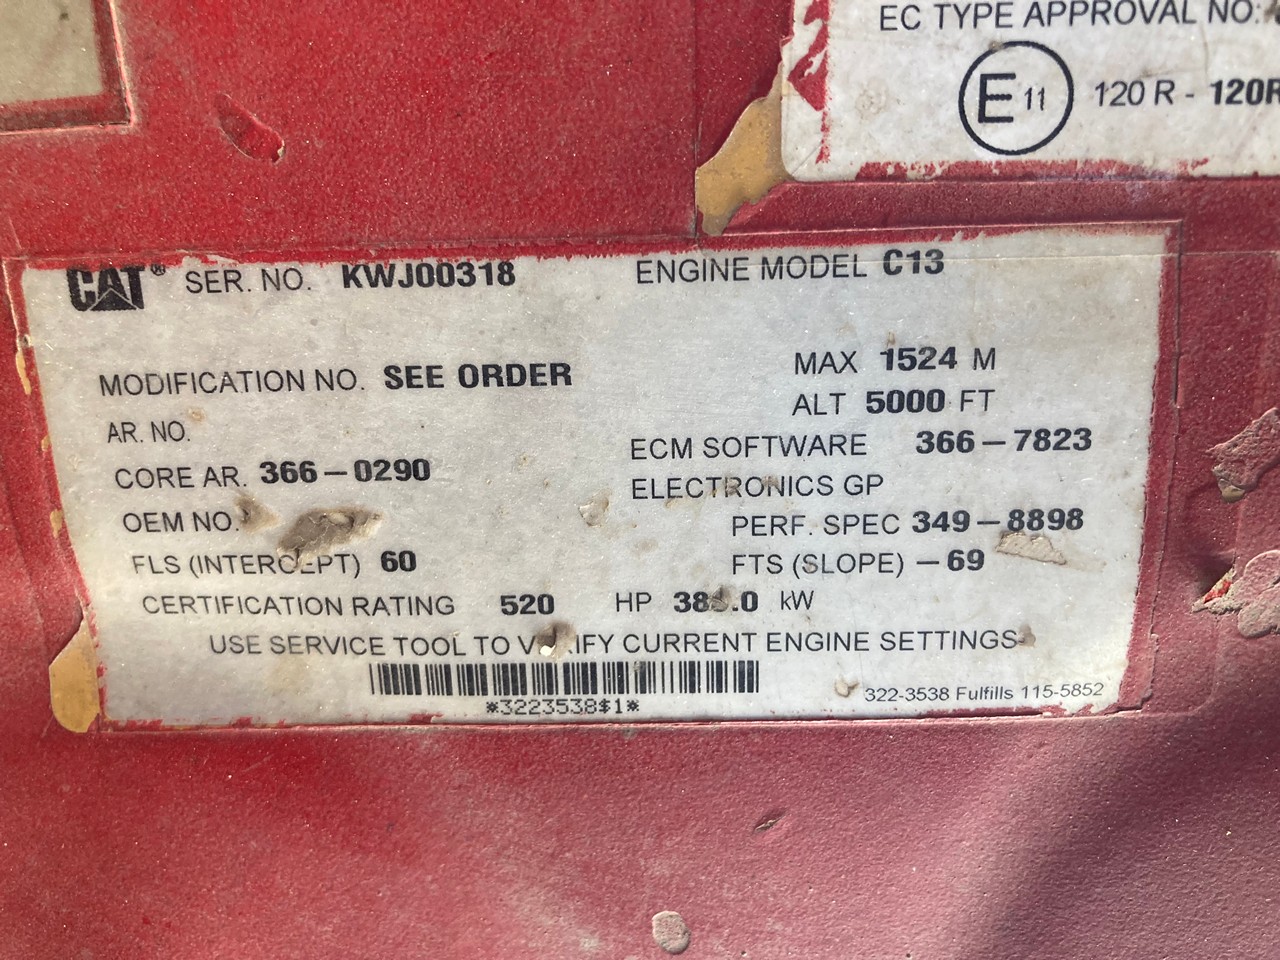 EC TYPE APPROVAL NO:
E 11 120 R - 120R
CAT® SER. NO. KWJ00318 ENGINE MODEL C13
MODIFICATION NO. SEE ORDER
MAX 1524 M
ALT 5000 FT
AR. NO.
ECM SOFTWARE 366-7823
CORE AR. 366-0290
ELECTRONICS GP
OEM NO.
PERF. SPEC 349-8898
FLS (INTERCEPT) 60
FTS (SLOPE) -69
CERTIFICATION RATING 520 HP kW
USE SERVICE TOOL TO VERIFY CURRENT ENGINE SETTINGS
*3223538$1*
322-3538 Fulfills 115-5852